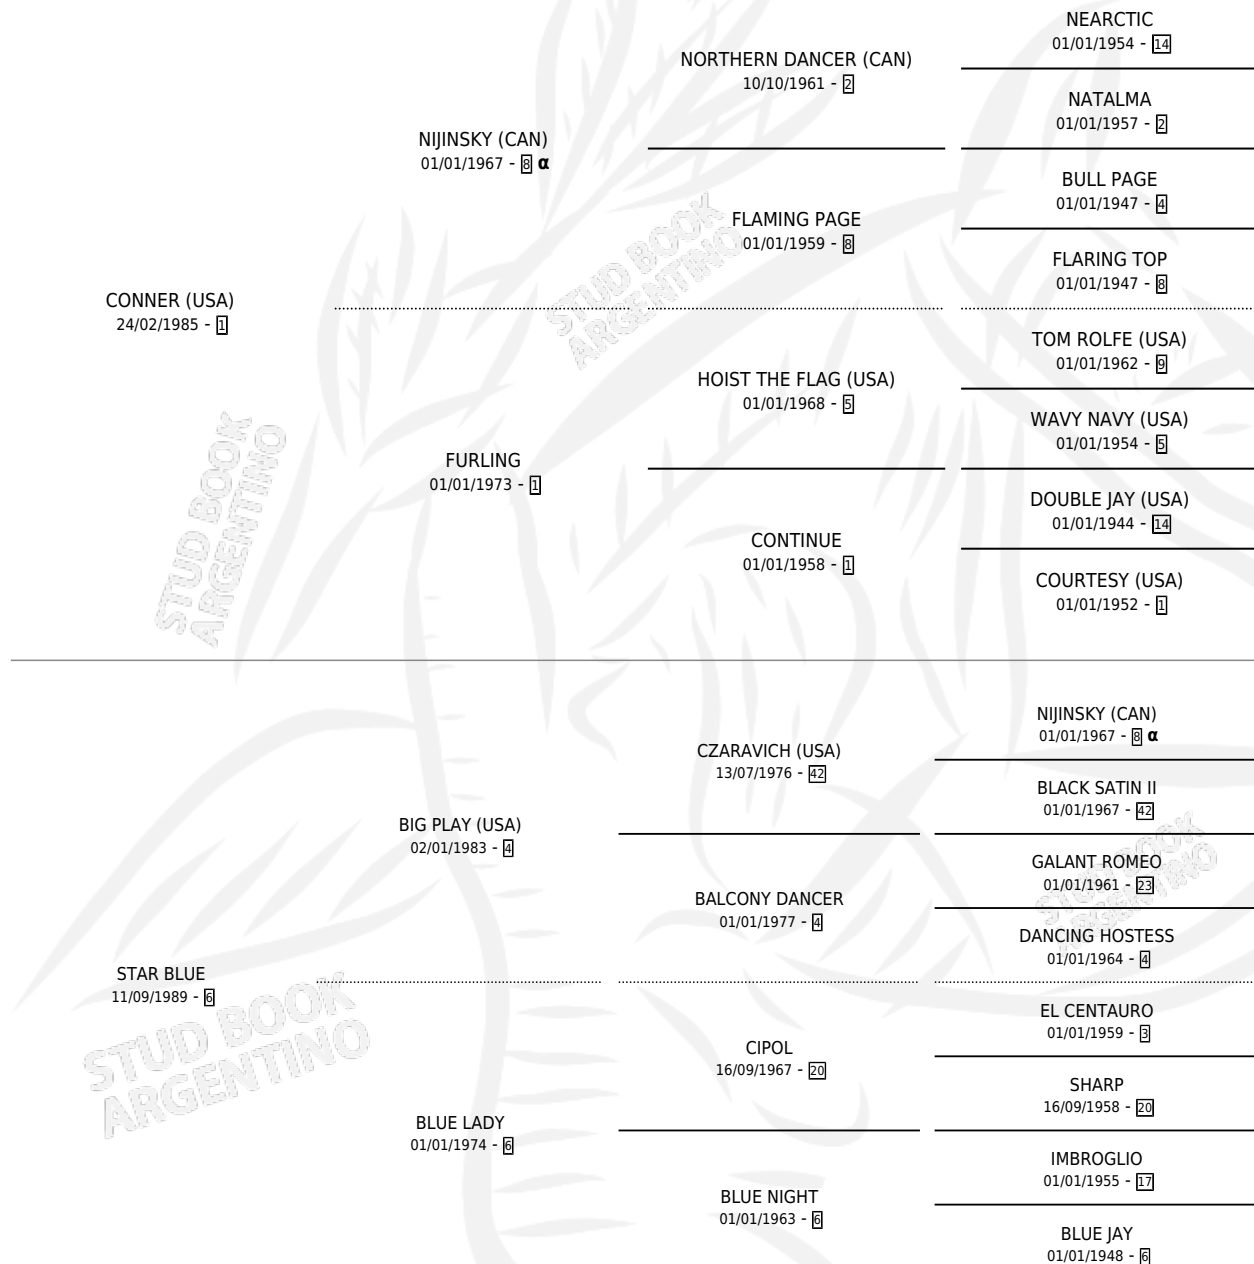 NEARCTIC
01/01/1954 - 14
NORTHERN DANCER (CAN)
10/10/1961 - 2
NATALMA
01/01/1957 - 2
NIJINSKY (CAN)
01/01/1967 - 8 α
BULL PAGE
01/01/1947 - 4
FLAMING PAGE
01/01/1959 - 8
FLARING TOP
01/01/1947 - 8
CONNER (USA)
24/02/1985 - 1
TOM ROLFE (USA)
01/01/1962 - 9
HOIST THE FLAG (USA)
01/01/1968 - 5
WAVY NAVY (USA)
01/01/1954 - 5
FURLING
01/01/1973 - 1
DOUBLE JAY (USA)
01/01/1944 - 14
CONTINUE
01/01/1958 - 1
COURTESY (USA)
01/01/1952 - 1
NIJINSKY (CAN)
01/01/1967 - 8 α
CZARAVICH (USA)
13/07/1976 - 42
BLACK SATIN II
01/01/1967 - 42
BIG PLAY (USA)
02/01/1983 - 4
GALANT ROMEO
01/01/1961 - 23
BALCONY DANCER
01/01/1977 - 4
DANCING HOSTESS
01/01/1964 - 4
STAR BLUE
11/09/1989 - 6
EL CENTAURO
01/01/1959 - 3
CIPOL
16/09/1967 - 20
SHARP
16/09/1958 - 20
BLUE LADY
01/01/1974 - 6
IMBROGLIO
01/01/1955 - 17
BLUE NIGHT
01/01/1963 - 6
BLUE JAY
01/01/1948 - 6
STUD BOOK
ARGENTINO
STUD BOOK
ARGENTINO
STUD BOOK
ARGENTINO
STUD BOOK
ARGENTINO